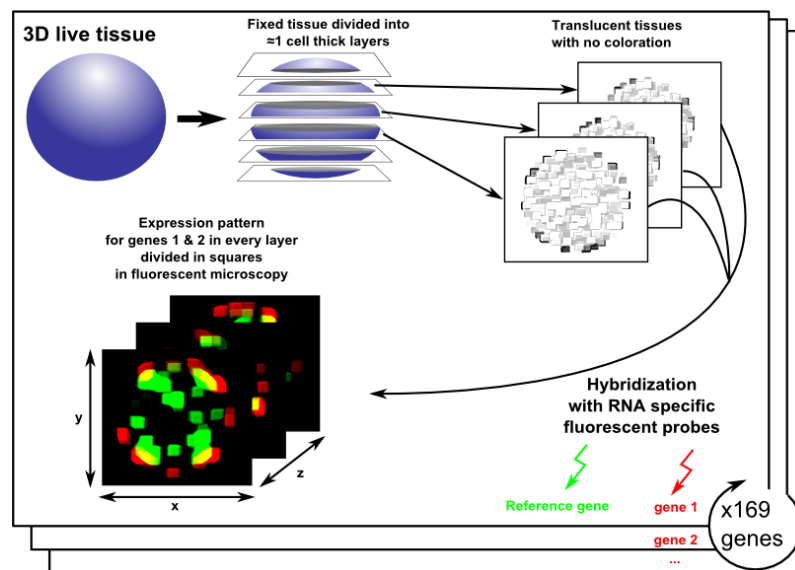 3D live tissue
Fixed tissue divided into
≈1 cell thick layers
Translucent tissues
with no coloration
Expression pattern
for genes 1 & 2 in every layer
divided in squares
in fluorescent microscopy
y
x
z
Hybridization
with RNA specific
fluorescent probes
Reference gene
gene 1
gene 2
...
x169
genes